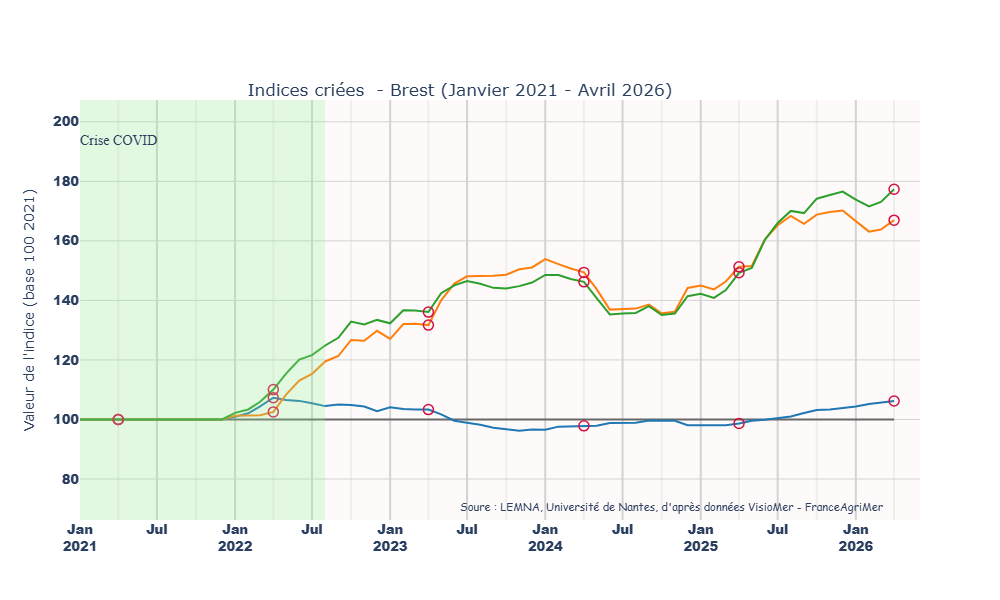 Indices criées  - Brest (Janvier 2021 - Avril 2026)
Valeur de l'indice (base 100 2021)
200
Crise COVID
180
160
140
120
100
80
Soure : LEMNA, Université de Nantes, d'après données VisioMer - FranceAgriMer
Jan Jul Jan Jul Jan Jul Jan Jul Jan Jul Jan
2021 2022 2023 2024 2025 2026